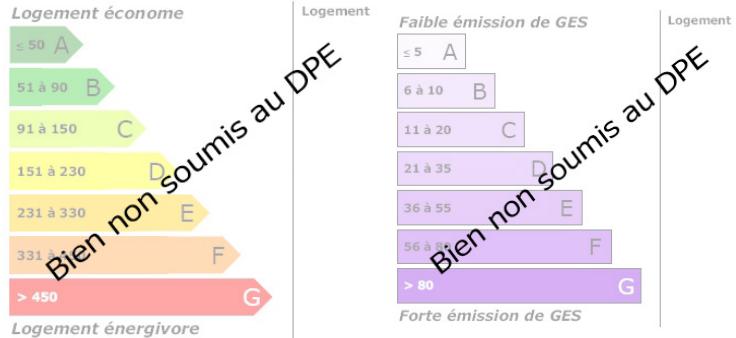 Logement économe
Logement
≤ 50 A
51 à 90 B
91 à 150 C
151 à 230 D
231 à 330 E
331 à F
> 450 G
Logement énergivore
Bien non soumis au DPE
Faible émission de GES
Logement
≤ 5 A
6 à 10 B
11 à 20 C
21 à 35 D
36 à 55 E
56 à 80 F
> 80 G
Forte émission de GES
Bien non soumis au DPE